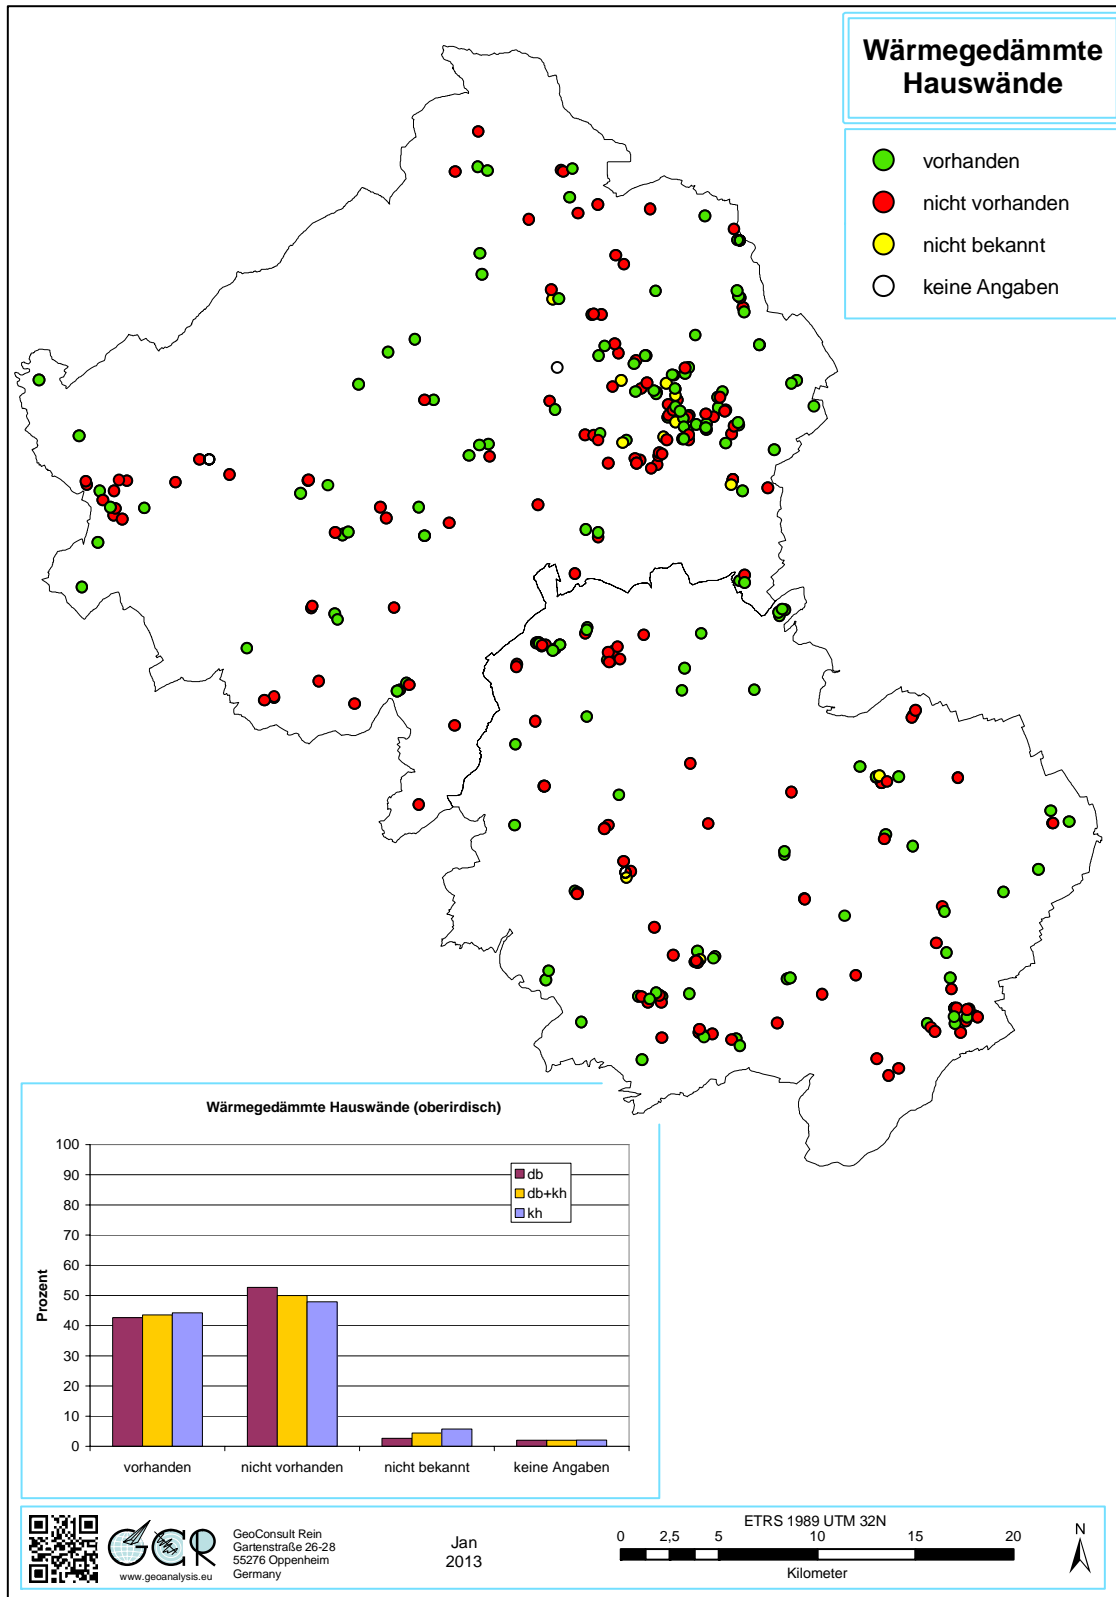 Wärmegedämmte
Hauswände
vorhanden
nicht vorhanden
nicht bekannt
keine Angaben
Wärmegedämmte Hauswände (oberirdisch)
100
90
80
70
60
50
40
30
20
10
0
Prozent
db
db+kh
kh
vorhanden nicht vorhanden nicht bekannt keine Angaben
GCR
www.geoanalysis.eu
GeoConsult Rein
Gartenstraße 26-28
55276 Oppenheim
Germany
Jan
2013
ETRS 1989 UTM 32N
0 2,5 5 10 15 20
Kilometer
N